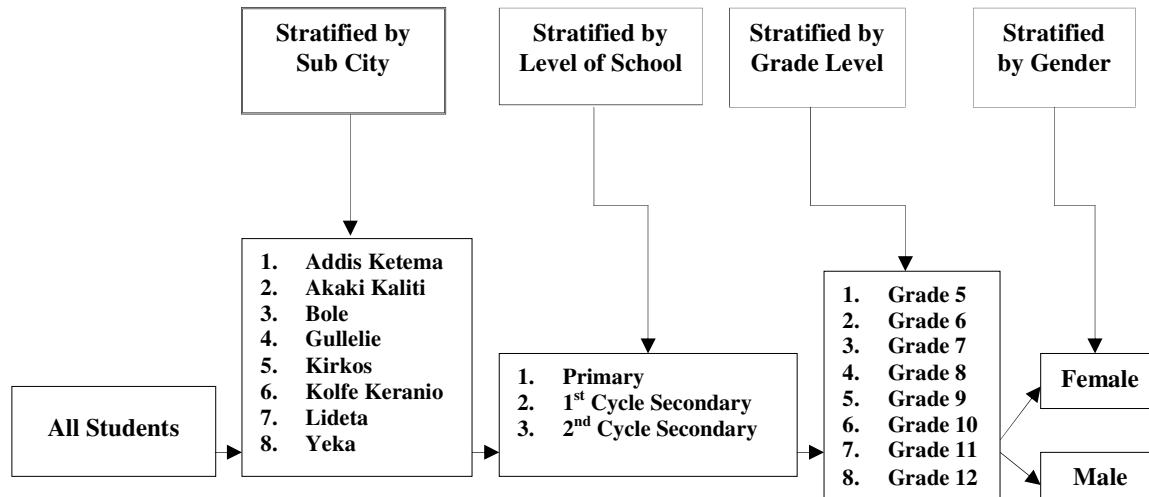 Stratified by
Sub City
Stratified by
Level of School
Stratified by
Grade Level
Stratified
by Gender
All Students
1. Addis Ketema
2. Akaki Kaliti
3. Bole
4. Gullelie
5. Kirkos
6. Kolfe Keranio
7. Lideta
8. Yeka
1. Primary
2. 1st Cycle Secondary
3. 2nd Cycle Secondary
1. Grade 5
2. Grade 6
3. Grade 7
4. Grade 8
5. Grade 9
6. Grade 10
7. Grade 11
8. Grade 12
Female
Male